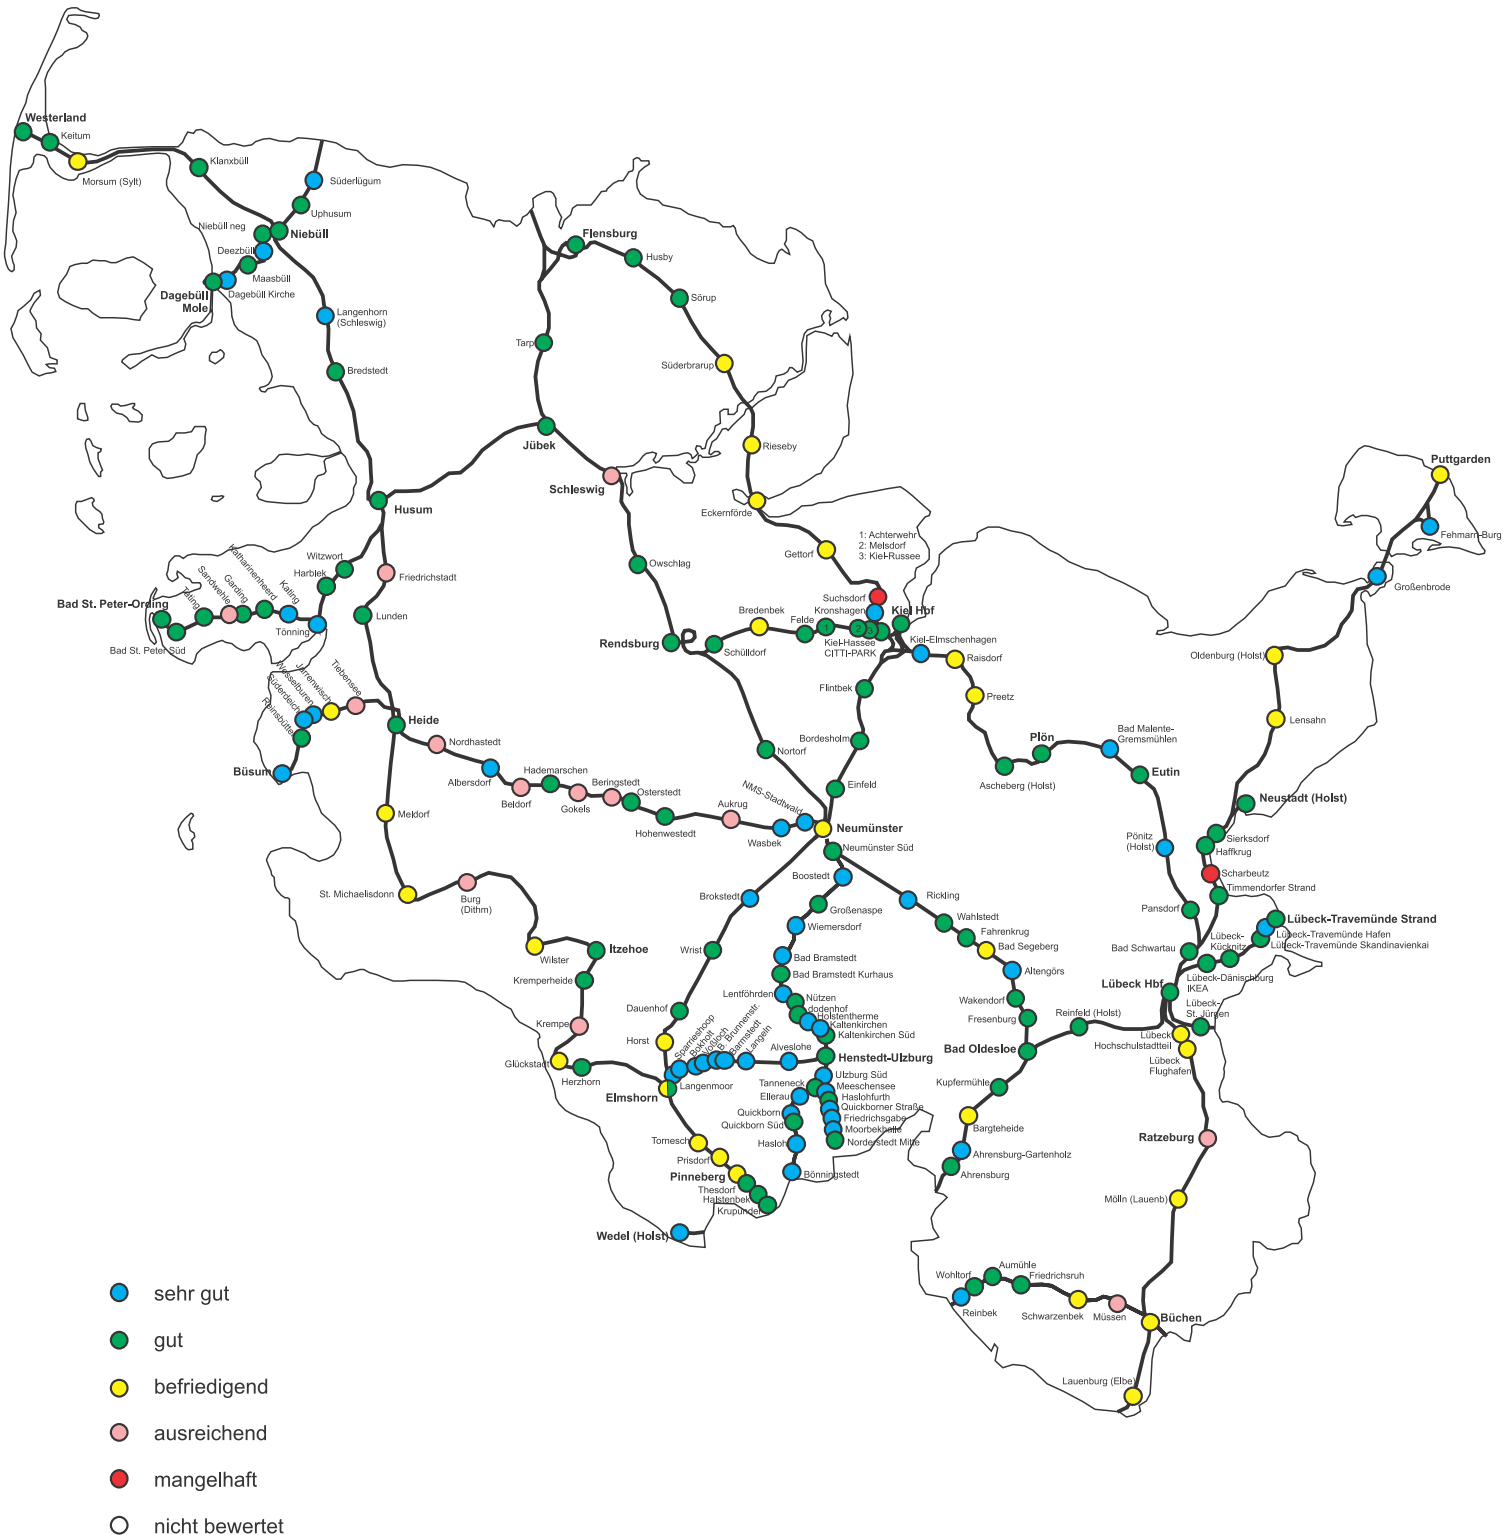 Westerland
Keitum
Morsum (Sylt)
Klanxbüll
Süderlügum
Uphusum
Niebüll neg
Niebüll
Deezbüll
Maasbüll
Dagebüll Kirche
Dagebüll
Mole
Langenhorn
(Schleswig)
Bredstedt
Flensburg
Husby
Sörup
Tarp
Süderbrarup
Jübek
Rieseby
Schleswig
Husum
Eckernförde
Gettorf
1: Achterwehr
2: Melsdorf
3: Kiel-Russee
Puttgarden
Fehmarn-Burg
Großenbrode
Witzwort
Harblek
Friedrichstadt
Katharinenheerd
Sandwehle
Garding
Kating
Tating
Bad St. Peter-Ording
Bad St. Peter Süd
Tönning
Lunden
Owschlag
Suchsdorf
Kronshagen
Kiel Hbf
Bredenbek
Felde
1
2
3
Kiel-Hassee
CITTI-PARK
Kiel-Elmschenhagen
Raisdorf
Rendsburg
Schülldorf
Preetz
Oldenburg (Holst)
Lensahn
Tiebensee
Jarrenwisch
Wesselburen
Süderdeich
Reinsbüttel
Büsum
Heide
Nordhastedt
Albersdorf
Beldorf
Hademarschen
Gokels
Beringstedt
Osterstedt
Hohenwestedt
Aukrug
Wasbek
NMS-Stadtwald
Nortorf
Flintbek
Bordesholm
Einfeld
Neumünster
Neumünster Süd
Plön
Ascheberg (Holst)
Bad Malente-
Gremsmühlen
Eutin
Neustadt (Holst)
Sierksdorf
Haffkrug
Pönitz
(Holst)
Scharbeutz
Timmendorfer Strand
Pansdorf
Meldorf
St. Michaelisdonn
Burg
(Dithm)
Wilster
Itzehoe
Kremperheide
Krempe
Glückstadt
Herzhorn
Boostedt
Brokstedt
Großenaspe
Wiemersdorf
Wrist
Bad Bramstedt
Bad Bramstedt Kurhaus
Lentföhrden
Nützen
dodenhof
Holstentherme
Kaltenkirchen
Kaltenkirchen Süd
Dauenhof
Horst
Rickling
Wahlstedt
Fahrenkrug
Bad Segeberg
Altengörs
Wakendorf
Fresenburg
Reinfeld (Holst)
Bad Oldesloe
Kupfermühle
Bargteheide
Ahrensburg-Gartenholz
Ahrensburg
Bad Schwartau
Lübeck-Travemünde Strand
Lübeck-Travemünde Hafen
Lübeck-Travemünde Skandinavienkai
Lübeck-
Kücknitz
Lübeck-Dänischburg
IKEA
Lübeck Hbf
Lübeck-
St. Jürgen
Lübeck
Hochschulstadtteil
Lübeck
Flughafen
Sparrieshoop
Bokholt
Voßloch
B. Brunnenstr.
Barmstedt
Langeln
Alveslohe
Henstedt-Ulzburg
Elmshorn
Langenmoor
Tanneck
Ellerau
Ulzburg Süd
Meeschensee
Haslohfurth
Quickborner Straße
Friedrichsgabe
Moorbekhalle
Norderstedt Mitte
Quickborn
Quickborn Süd
Hasloh
Bönningstedt
Tornesch
Prisdorf
Pinneberg
Thesdorf
Halstenbek
Krupunder
Wedel (Holst)
Ratzeburg
Mölln (Lauenb)
Wohltorf
Aumühle
Friedrichsruh
Reinbek
Schwarzenbek
Müssen
Büchen
Lauenburg (Elbe)
sehr gut
gut
befriedigend
ausreichend
mangelhaft
nicht bewertet